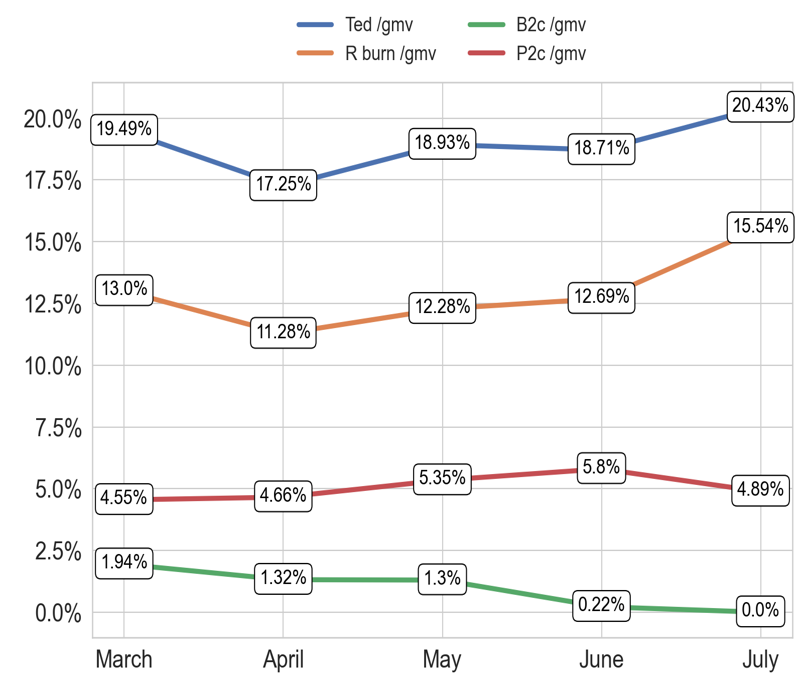 Ted /gmv B2c /gmv
R burn /gmv P2c /gmv
20.0%
17.5%
15.0%
12.5%
10.0%
7.5%
5.0%
2.5%
0.0%
19.49% 17.25% 18.93% 18.71% 20.43%
13.0% 11.28% 12.28% 12.69% 15.54%
4.55% 4.66% 5.35% 5.8% 4.89%
1.94% 1.32% 1.3% 0.22% 0.0%
March April May June July